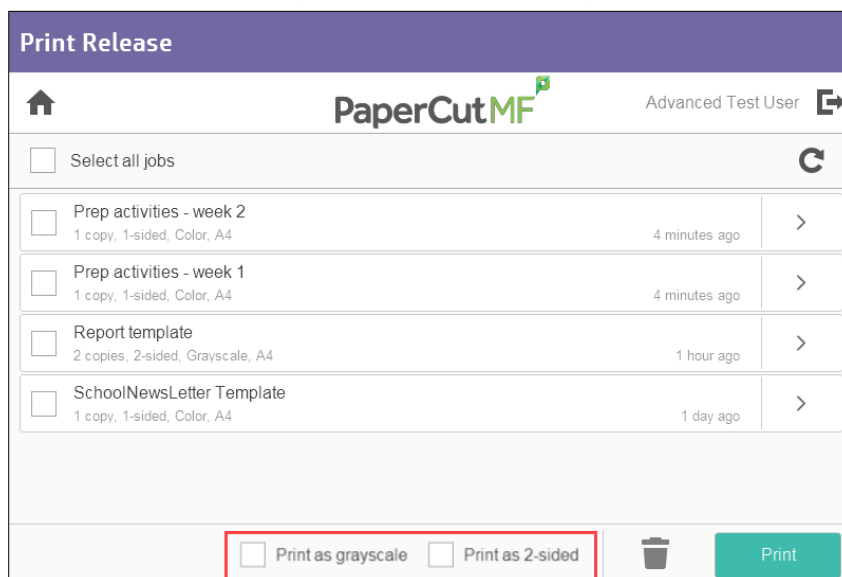 Print Release
PaperCutMF
Advanced Test User
Select all jobs
Prep activities - week 2
1 copy, 1-sided, Color, A4
4 minutes ago
Prep activities - week 1
1 copy, 1-sided, Color, A4
4 minutes ago
Report template
2 copies, 2-sided, Grayscale, A4
1 hour ago
SchoolNewsLetter Template
1 copy, 1-sided, Color, A4
1 day ago
Print as grayscale
Print as 2-sided
Print